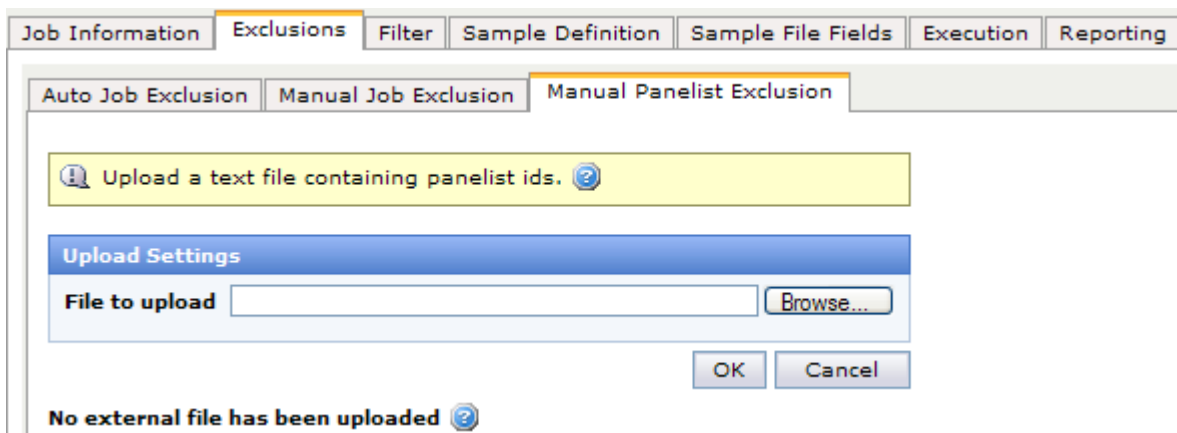 Job Information Exclusions Filter Sample Definition Sample File Fields Execution Reporting
Auto Job Exclusion Manual Job Exclusion Manual Panelist Exclusion
Upload a text file containing panelist ids.
Upload Settings
File to upload Browse...
OK Cancel
No external file has been uploaded